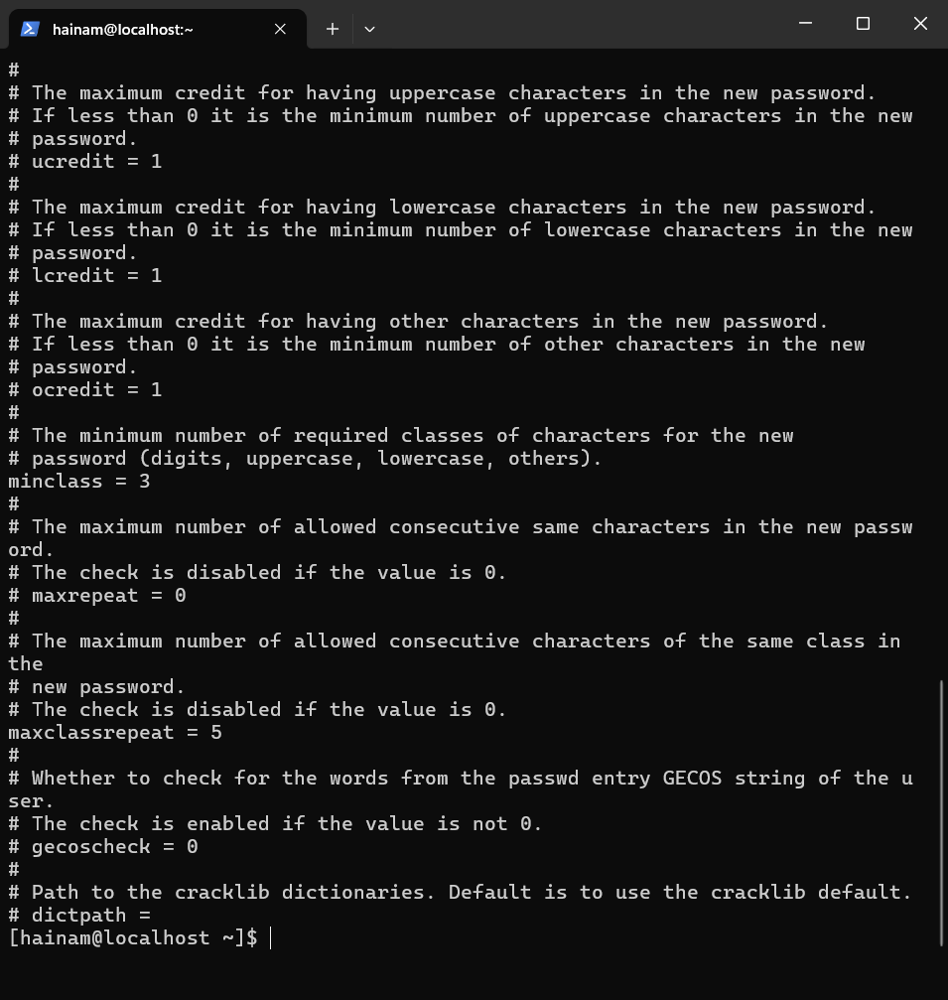 hainam@localhost:~
#
# The maximum credit for having uppercase characters in the new password.
# If less than 0 it is the minimum number of uppercase characters in the new
# password.
# ucredit = 1
#
# The maximum credit for having lowercase characters in the new password.
# If less than 0 it is the minimum number of lowercase characters in the new
# password.
# lcredit = 1
#
# The maximum credit for having other characters in the new password.
# If less than 0 it is the minimum number of other characters in the new
# password.
# ocredit = 1
#
# The minimum number of required classes of characters for the new
# password (digits, uppercase, lowercase, others).
minclass = 3
#
# The maximum number of allowed consecutive same characters in the new passw
ord.
# The check is disabled if the value is 0.
# maxrepeat = 0
#
# The maximum number of allowed consecutive characters of the same class in
the
# new password.
# The check is disabled if the value is 0.
maxclassrepeat = 5
#
# Whether to check for the words from the passwd entry GECOS string of the u
ser.
# The check is enabled if the value is not 0.
# gecoscheck = 0
#
# Path to the cracklib dictionaries. Default is to use the cracklib default.
# dictpath =
[hainam@localhost ~]$